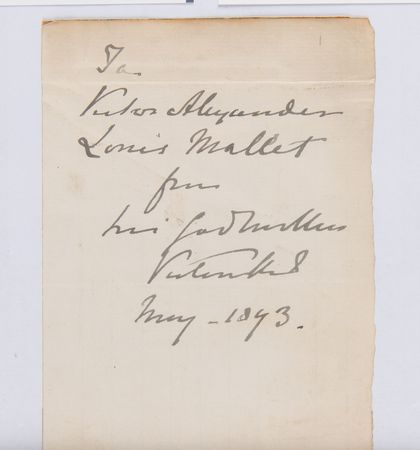 To
Victor Alexander
Louis Mallet
from
his Godmother
Victoria RI
May - 1893.